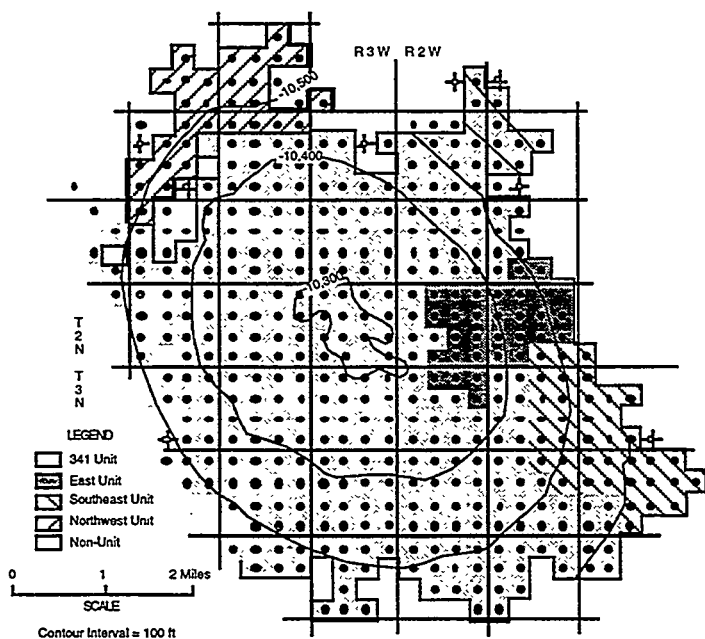 R3W R2W
-10,500
-10,400
-10,300
T
2
N
T
3
N
LEGEND
341 Unit
East Unit
Southeast Unit
Northwest Unit
Non-Unit
0 1 2 Miles
SCALE
Contour Interval = 100 ft